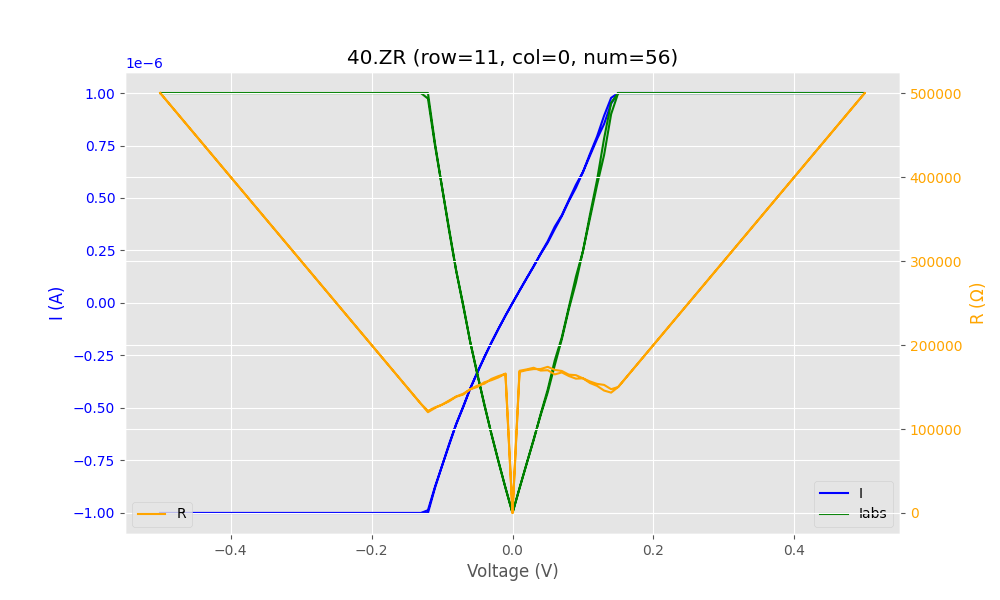 40.ZR (row=11, col=0, num=56)
1e−6
1.00
0.75
0.50
0.25
0.00
−0.25
−0.50
−0.75
−1.00
I (A)
500000
400000
300000
200000
100000
0
R (Ω)
R
I
Iabs
−0.4
−0.2
0.0
0.2
0.4
Voltage (V)